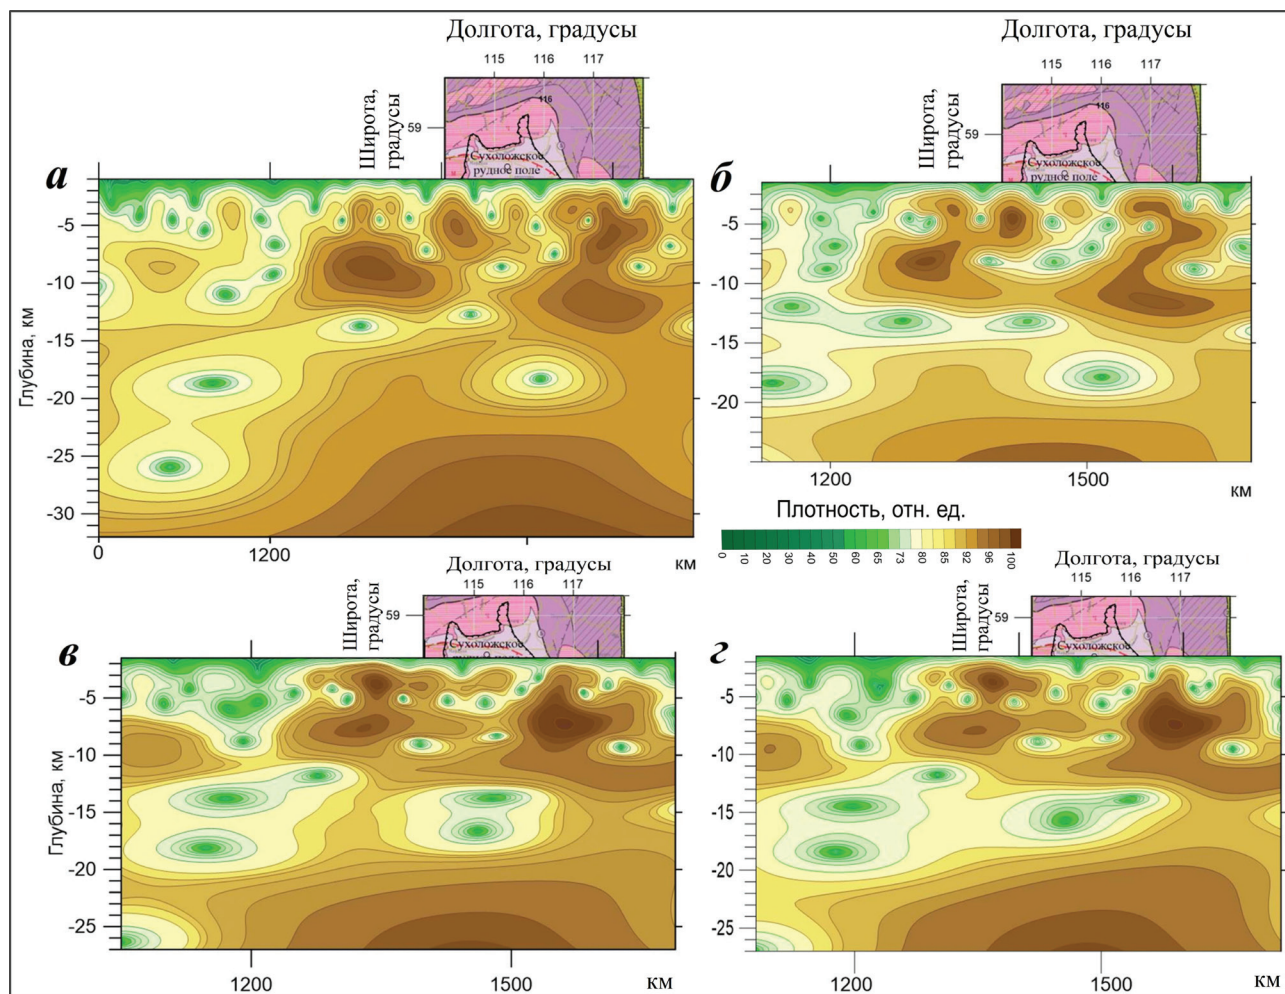 Долгота, градусы
115 116 117
Широта,
градусы
59
116
Сухоложское
рудное поле
а
Глубина, км
-5
-10
-15
-20
-25
-30
0 1200 км
Долгота, градусы
115 116 117
Широта,
градусы
59
116
Сухоложское
рудное поле
б
-5
-10
-15
-20
1200 1500 км
Плотность, отн. ед.
0 10 20 30 40 50 60 65 73 80 85 92 96 100
Долгота, градусы
115 116 117
Широта,
градусы
59
Сухоложское
в
Глубина, км
-5
-10
-15
-20
-25
1200 1500 км
Долгота, градусы
115 116 117
Широта,
градусы
59
Сухоложское
г
-5
-10
-15
-20
-25
1200 1500 км